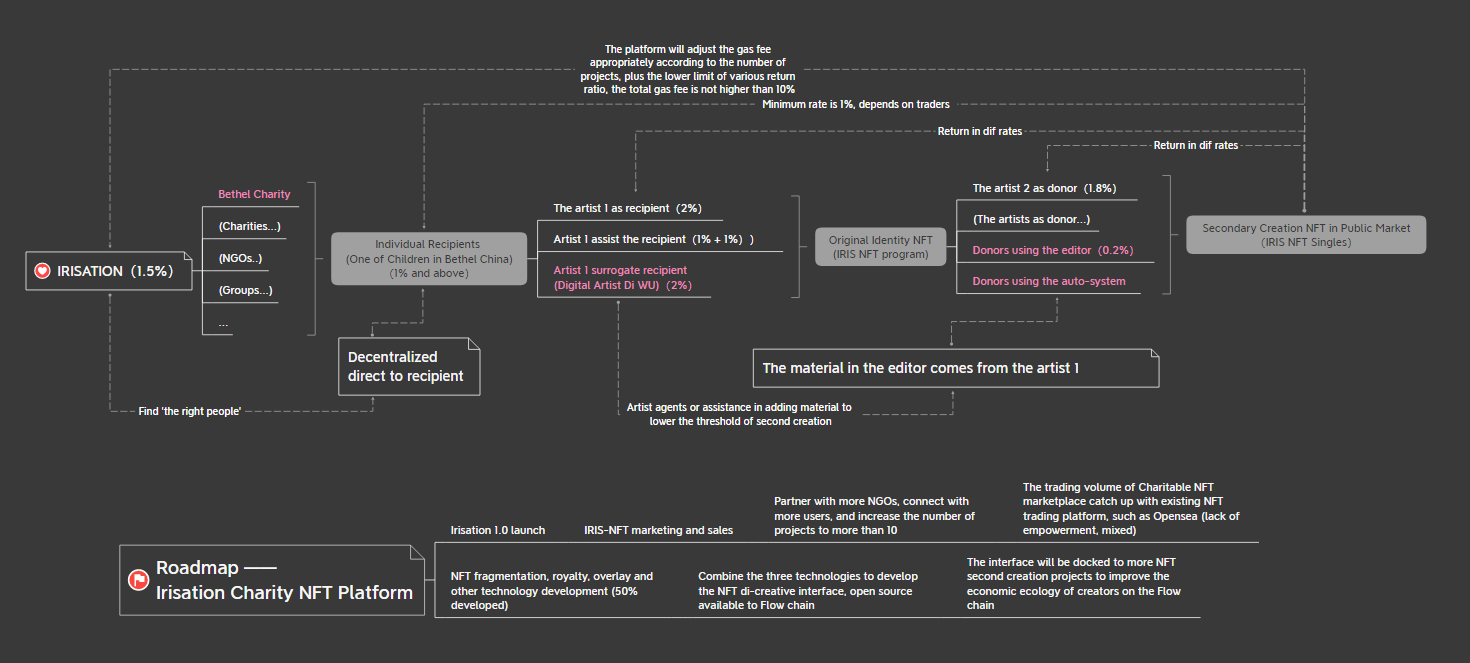 The platform will adjust the gas fee
appropriately according to the number of
projects, plus the lower limit of various return
ratio, the total gas fee is not higher than 10%
Minimum rate is 1%, depends on traders
Return in dif rates
Return in dif rates
IRISATION (1.5%)
Bethel Charity
(Charities...)
(NGOs..)
(Groups...)
...
Individual Recipients
(One of Children in Bethel China)
(1% and above)
The artist 1 as recipient (2%)
Artist 1 assist the recipient (1% + 1%) )
Artist 1 surrogate recipient
(Digital Artist Di WU) (2%)
Original Identity NFT
(IRIS NFT program)
The artist 2 as donor (1.8%)
(The artists as donor...)
Donors using the editor (0.2%)
Donors using the auto-system
Secondary Creation NFT in Public Market
(IRIS NFT Singles)
Decentralized
direct to recipient
The material in the editor comes from the artist 1
Find 'the right people'
Artist agents or assistance in adding material to
lower the threshold of second creation
Roadmap ——
Irisation Charity NFT Platform
Irisation 1.0 launch
IRIS-NFT marketing and sales
Partner with more NGOs, connect with
more users, and increase the number of
projects to more than 10
The trading volume of Charitable NFT
marketplace catch up with existing NFT
trading platform, such as Opensea (lack of
empowerment, mixed)
NFT fragmentation, royalty, overlay and
other technology development (50%
developed)
Combine the three technologies to develop
the NFT di-creative interface, open source
available to Flow chain
The interface will be docked to more NFT
second creation projects to improve the
economic ecology of creators on the Flow
chain